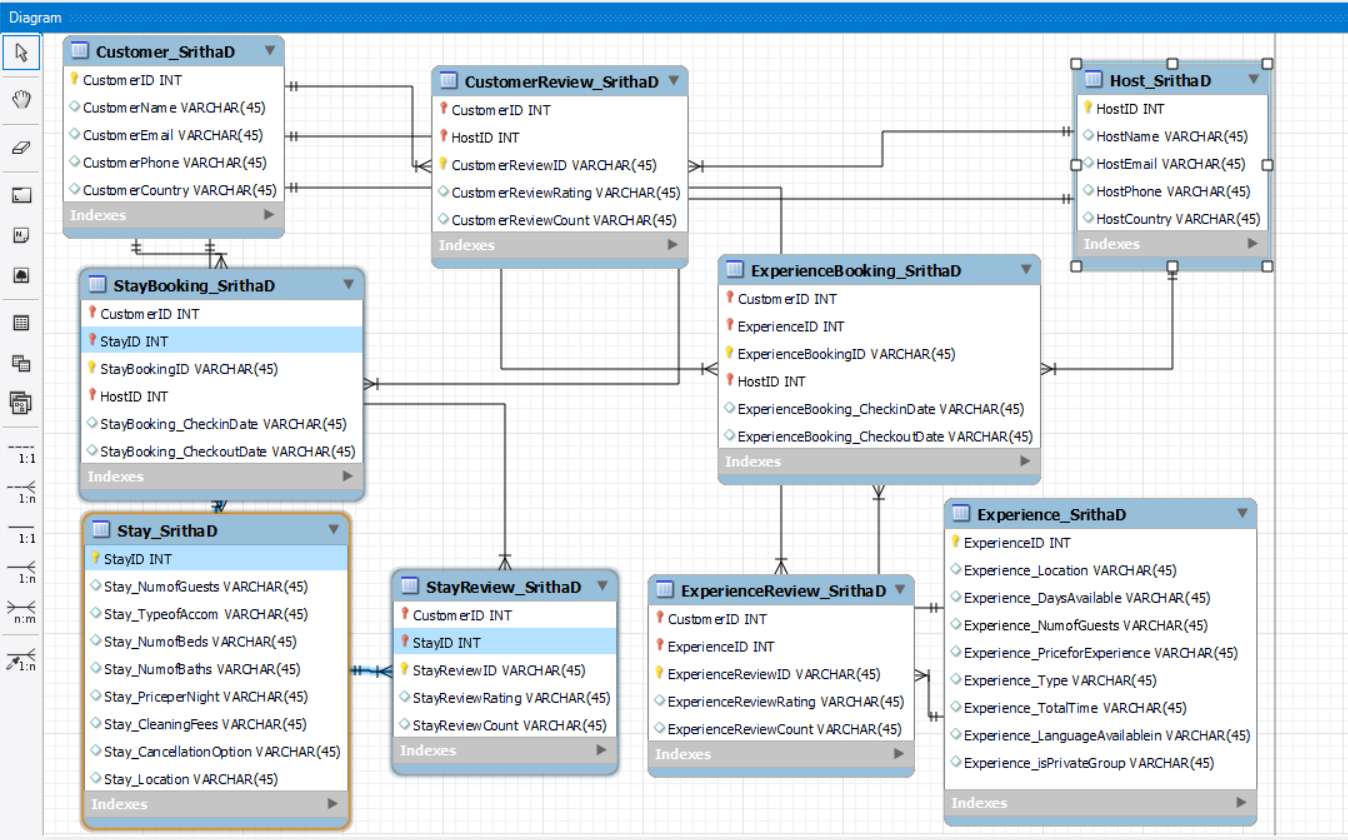 Diagram
Customer_SrithaD
CustomerID INT
CustomerName VARCHAR(45)
CustomerEmail VARCHAR(45)
CustomerPhone VARCHAR(45)
CustomerCountry VARCHAR(45)
Indexes
CustomerReview_SrithaD
CustomerID INT
HostID INT
CustomerReviewID VARCHAR(45)
CustomerReviewRating VARCHAR(45)
CustomerReviewCount VARCHAR(45)
Indexes
Host_SrithaD
HostID INT
HostName VARCHAR(45)
HostEmail VARCHAR(45)
HostPhone VARCHAR(45)
HostCountry VARCHAR(45)
Indexes
StayBooking_SrithaD
CustomerID INT
StayID INT
StayBookingID VARCHAR(45)
HostID INT
StayBooking_CheckinDate VARCHAR(45)
StayBooking_CheckoutDate VARCHAR(45)
Indexes
ExperienceBooking_SrithaD
CustomerID INT
ExperienceID INT
ExperienceBookingID VARCHAR(45)
HostID INT
ExperienceBooking_CheckinDate VARCHAR(45)
ExperienceBooking_CheckoutDate VARCHAR(45)
Indexes
Stay_SrithaD
StayID INT
Stay_NumofGuests VARCHAR(45)
Stay_TypeofAccom VARCHAR(45)
Stay_NumofBeds VARCHAR(45)
Stay_NumofBaths VARCHAR(45)
Stay_PriceperNight VARCHAR(45)
Stay_CleaningFees VARCHAR(45)
Stay_CancellationOption VARCHAR(45)
Stay_Location VARCHAR(45)
Indexes
StayReview_SrithaD
CustomerID INT
StayID INT
StayReviewID VARCHAR(45)
StayReviewRating VARCHAR(45)
StayReviewCount VARCHAR(45)
Indexes
ExperienceReview_SrithaD
CustomerID INT
ExperienceID INT
ExperienceReviewID VARCHAR(45)
ExperienceReviewRating VARCHAR(45)
ExperienceReviewCount VARCHAR(45)
Indexes
Experience_SrithaD
ExperienceID INT
Experience_Location VARCHAR(45)
Experience_DaysAvailable VARCHAR(45)
Experience_NumofGuests VARCHAR(45)
Experience_PriceforExperience VARCHAR(45)
Experience_Type VARCHAR(45)
Experience_TotalTime VARCHAR(45)
Experience_LanguageAvailablein VARCHAR(45)
Experience_isPrivateGroup VARCHAR(45)
Indexes
1:1
1:n
1:1
1:n
n:m
1:n